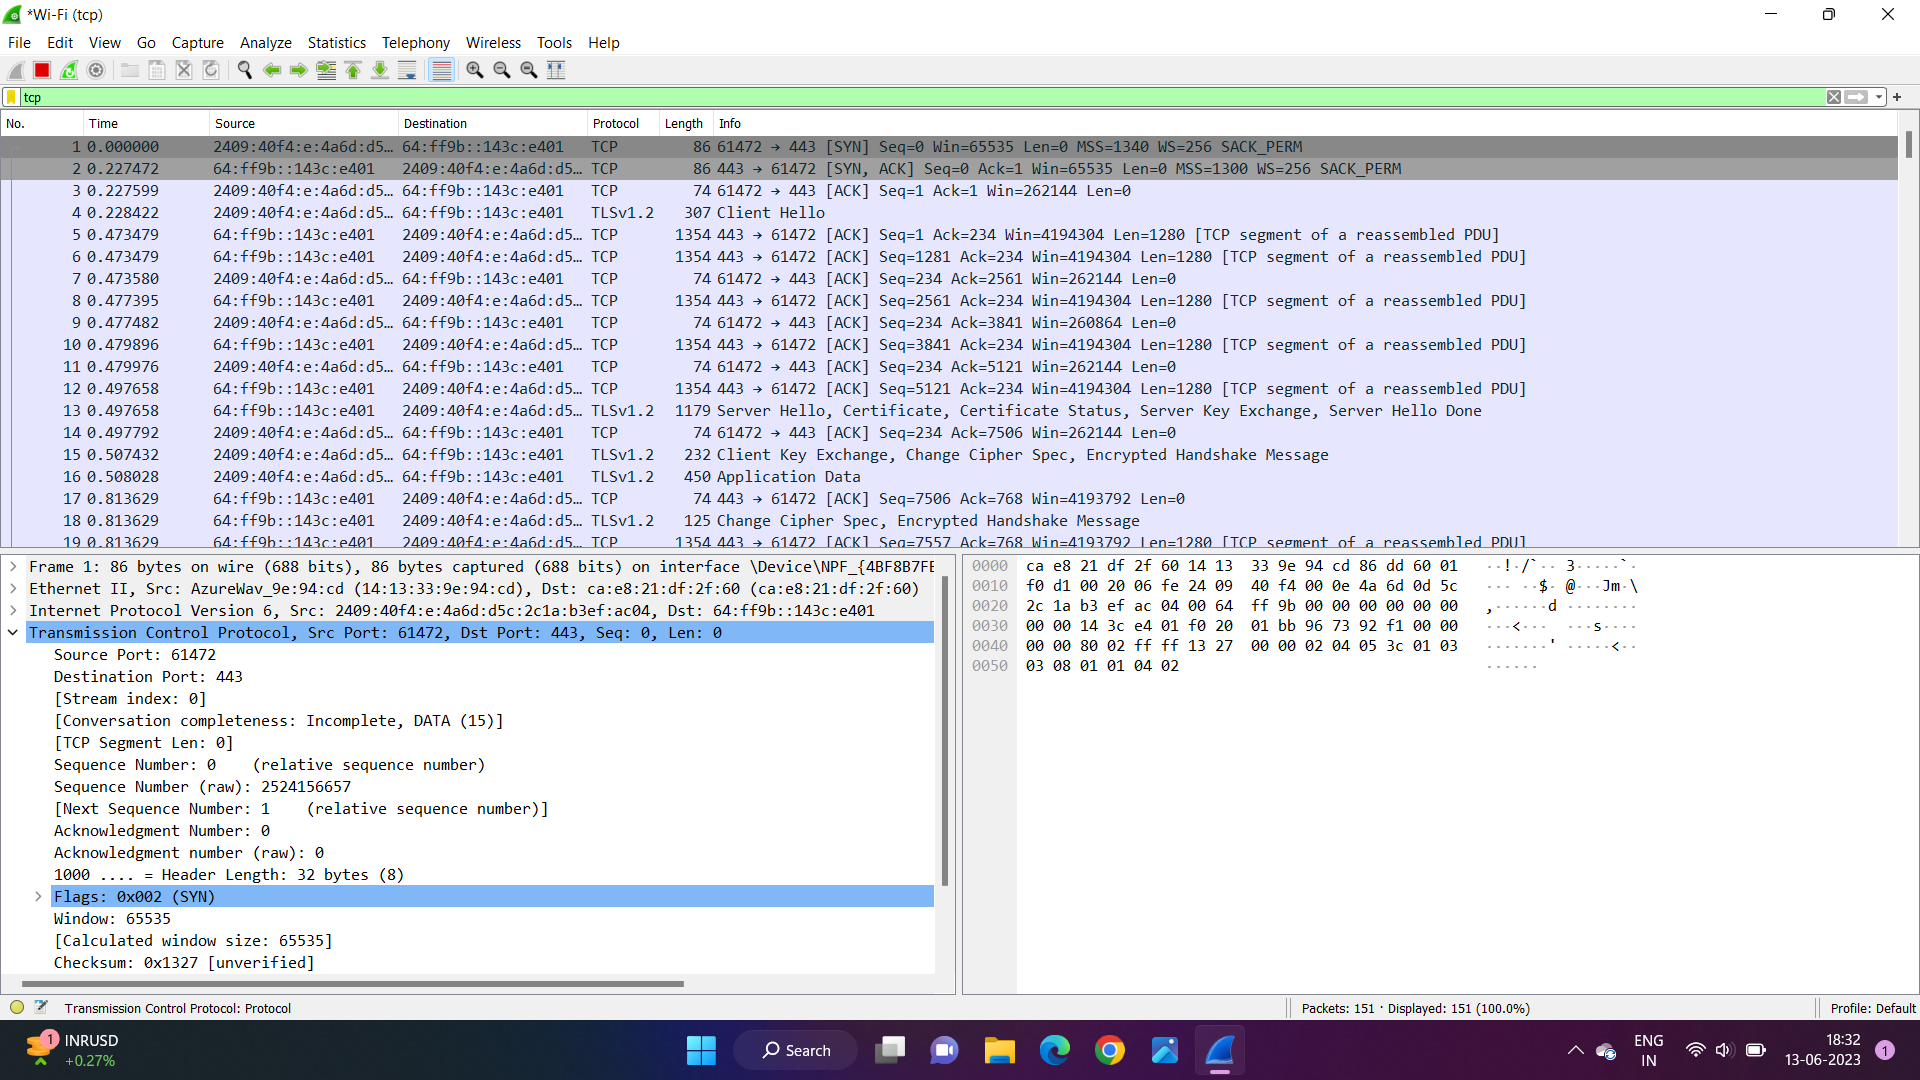 *Wi-Fi (tcp)
File Edit View Go Capture Analyze Statistics Telephony Wireless Tools Help
tcp
No. Time Source Destination Protocol Length Info
1 0.000000 2409:40f4:e:4a6d:d5… 64:ff9b::143c:e401 TCP 86 61472 → 443 [SYN] Seq=0 Win=65535 Len=0 MSS=1340 WS=256 SACK_PERM
2 0.227472 64:ff9b::143c:e401 2409:40f4:e:4a6d:d5… TCP 86 443 → 61472 [SYN, ACK] Seq=0 Ack=1 Win=65535 Len=0 MSS=1300 WS=256 SACK_PERM
3 0.227599 2409:40f4:e:4a6d:d5… 64:ff9b::143c:e401 TCP 74 61472 → 443 [ACK] Seq=1 Ack=1 Win=262144 Len=0
4 0.228422 2409:40f4:e:4a6d:d5… 64:ff9b::143c:e401 TLSv1.2 307 Client Hello
5 0.473479 64:ff9b::143c:e401 2409:40f4:e:4a6d:d5… TCP 1354 443 → 61472 [ACK] Seq=1 Ack=234 Win=4194304 Len=1280 [TCP segment of a reassembled PDU]
6 0.473479 64:ff9b::143c:e401 2409:40f4:e:4a6d:d5… TCP 1354 443 → 61472 [ACK] Seq=1281 Ack=234 Win=4194304 Len=1280 [TCP segment of a reassembled PDU]
7 0.473580 2409:40f4:e:4a6d:d5… 64:ff9b::143c:e401 TCP 74 61472 → 443 [ACK] Seq=234 Ack=2561 Win=262144 Len=0
8 0.477395 64:ff9b::143c:e401 2409:40f4:e:4a6d:d5… TCP 1354 443 → 61472 [ACK] Seq=2561 Ack=234 Win=4194304 Len=1280 [TCP segment of a reassembled PDU]
9 0.477482 2409:40f4:e:4a6d:d5… 64:ff9b::143c:e401 TCP 74 61472 → 443 [ACK] Seq=234 Ack=3841 Win=260864 Len=0
10 0.479896 64:ff9b::143c:e401 2409:40f4:e:4a6d:d5… TCP 1354 443 → 61472 [ACK] Seq=3841 Ack=234 Win=4194304 Len=1280 [TCP segment of a reassembled PDU]
11 0.479976 2409:40f4:e:4a6d:d5… 64:ff9b::143c:e401 TCP 74 61472 → 443 [ACK] Seq=234 Ack=5121 Win=262144 Len=0
12 0.497658 64:ff9b::143c:e401 2409:40f4:e:4a6d:d5… TCP 1354 443 → 61472 [ACK] Seq=5121 Ack=234 Win=4194304 Len=1280 [TCP segment of a reassembled PDU]
13 0.497658 64:ff9b::143c:e401 2409:40f4:e:4a6d:d5… TLSv1.2 1179 Server Hello, Certificate, Certificate Status, Server Key Exchange, Server Hello Done
14 0.497792 2409:40f4:e:4a6d:d5… 64:ff9b::143c:e401 TCP 74 61472 → 443 [ACK] Seq=234 Ack=7506 Win=262144 Len=0
15 0.507432 2409:40f4:e:4a6d:d5… 64:ff9b::143c:e401 TLSv1.2 232 Client Key Exchange, Change Cipher Spec, Encrypted Handshake Message
16 0.508028 2409:40f4:e:4a6d:d5… 64:ff9b::143c:e401 TLSv1.2 450 Application Data
17 0.813629 64:ff9b::143c:e401 2409:40f4:e:4a6d:d5… TCP 74 443 → 61472 [ACK] Seq=7506 Ack=768 Win=4193792 Len=0
18 0.813629 64:ff9b::143c:e401 2409:40f4:e:4a6d:d5… TLSv1.2 125 Change Cipher Spec, Encrypted Handshake Message
19 0.813629 64:ff9b::143c:e401 2409:40f4:e:4a6d:d5… TCP 1354 443 → 61472 [ACK] Seq=7557 Ack=768 Win=4193792 Len=1280 [TCP segment of a reassembled PDU]
Frame 1: 86 bytes on wire (688 bits), 86 bytes captured (688 bits) on interface \Device\NPF_{4BF8B7FE
Ethernet II, Src: AzureWav_9e:94:cd (14:13:33:9e:94:cd), Dst: ca:e8:21:df:2f:60 (ca:e8:21:df:2f:60)
Internet Protocol Version 6, Src: 2409:40f4:e:4a6d:d5c:2c1a:b3ef:ac04, Dst: 64:ff9b::143c:e401
Transmission Control Protocol, Src Port: 61472, Dst Port: 443, Seq: 0, Len: 0
Source Port: 61472
Destination Port: 443
[Stream index: 0]
[Conversation completeness: Incomplete, DATA (15)]
[TCP Segment Len: 0]
Sequence Number: 0    (relative sequence number)
Sequence Number (raw): 2524156657
[Next Sequence Number: 1    (relative sequence number)]
Acknowledgment Number: 0
Acknowledgment number (raw): 0
1000 .... = Header Length: 32 bytes (8)
Flags: 0x002 (SYN)
Window: 65535
[Calculated window size: 65535]
Checksum: 0x1327 [unverified]
0000 ca e8 21 df 2f 60 14 13 33 9e 94 cd 86 dd 60 01 ··!·/`·· 3·····`·
0010 f0 d1 00 20 06 fe 24 09 40 f4 00 0e 4a 6d 0d 5c ··· ··$· @···Jm·\
0020 2c 1a b3 ef ac 04 00 64 ff 9b 00 00 00 00 00 00 ,······d ········
0030 00 00 14 3c e4 01 f0 20 01 bb 96 73 92 f1 00 00 ···<··· ···s····
0040 00 00 80 02 ff ff 13 27 00 00 02 04 05 3c 01 03 ·······' ·····<··
0050 03 08 01 01 04 02 ······
Transmission Control Protocol: Protocol
Packets: 151 · Displayed: 151 (100.0%)
Profile: Default
1
INRUSD
+0.27%
Search
ENG
IN
18:32
13-06-2023
1